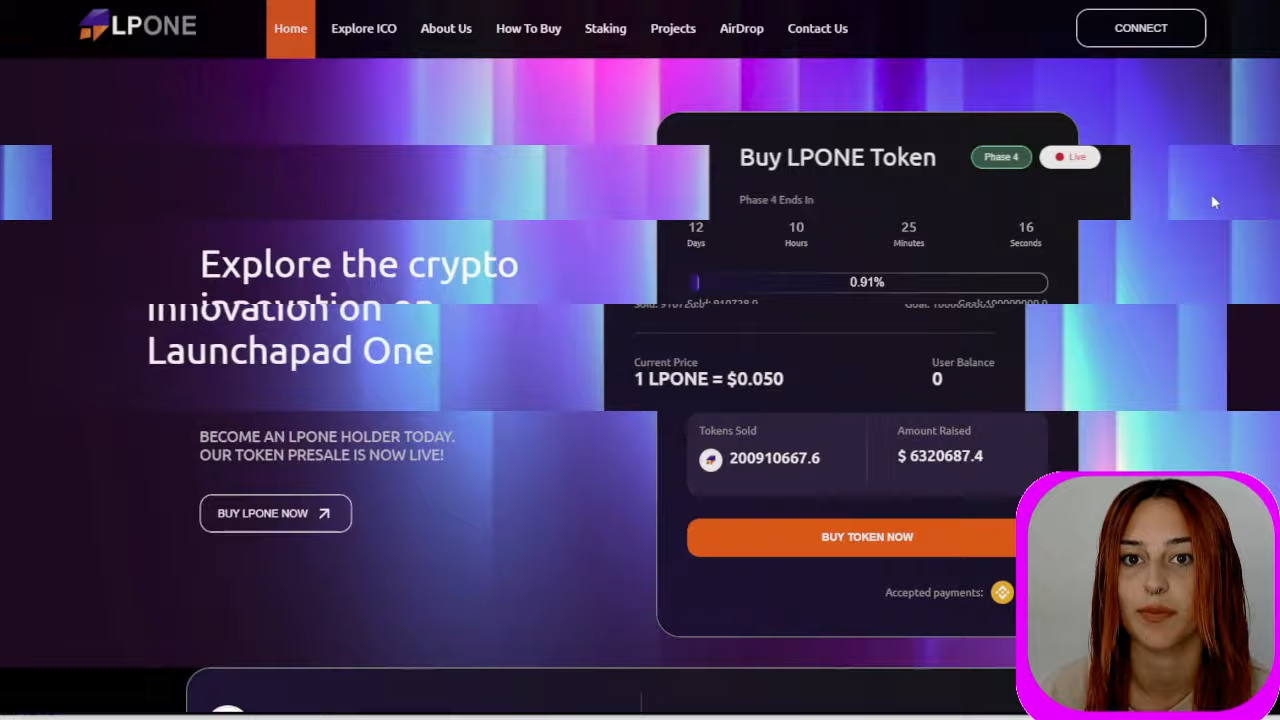 LPONE
Home
Explore ICO
About Us
How To Buy
Staking
Projects
AirDrop
Contact Us
CONNECT
Buy LPONE Token
Phase 4
Live
Phase 4 Ends In
12
10
25
16
Days
Hours
Minutes
Seconds
0.91%
Explore the crypto
innovation on
Launchapad One
Current Price
1 LPONE = $0.050
User Balance
0
BECOME AN LPONE HOLDER TODAY.
OUR TOKEN PRESALE IS NOW LIVE!
BUY LPONE NOW
Tokens Sold
200910667.6
Amount Raised
$ 6320687.4
BUY TOKEN NOW
Accepted payments: